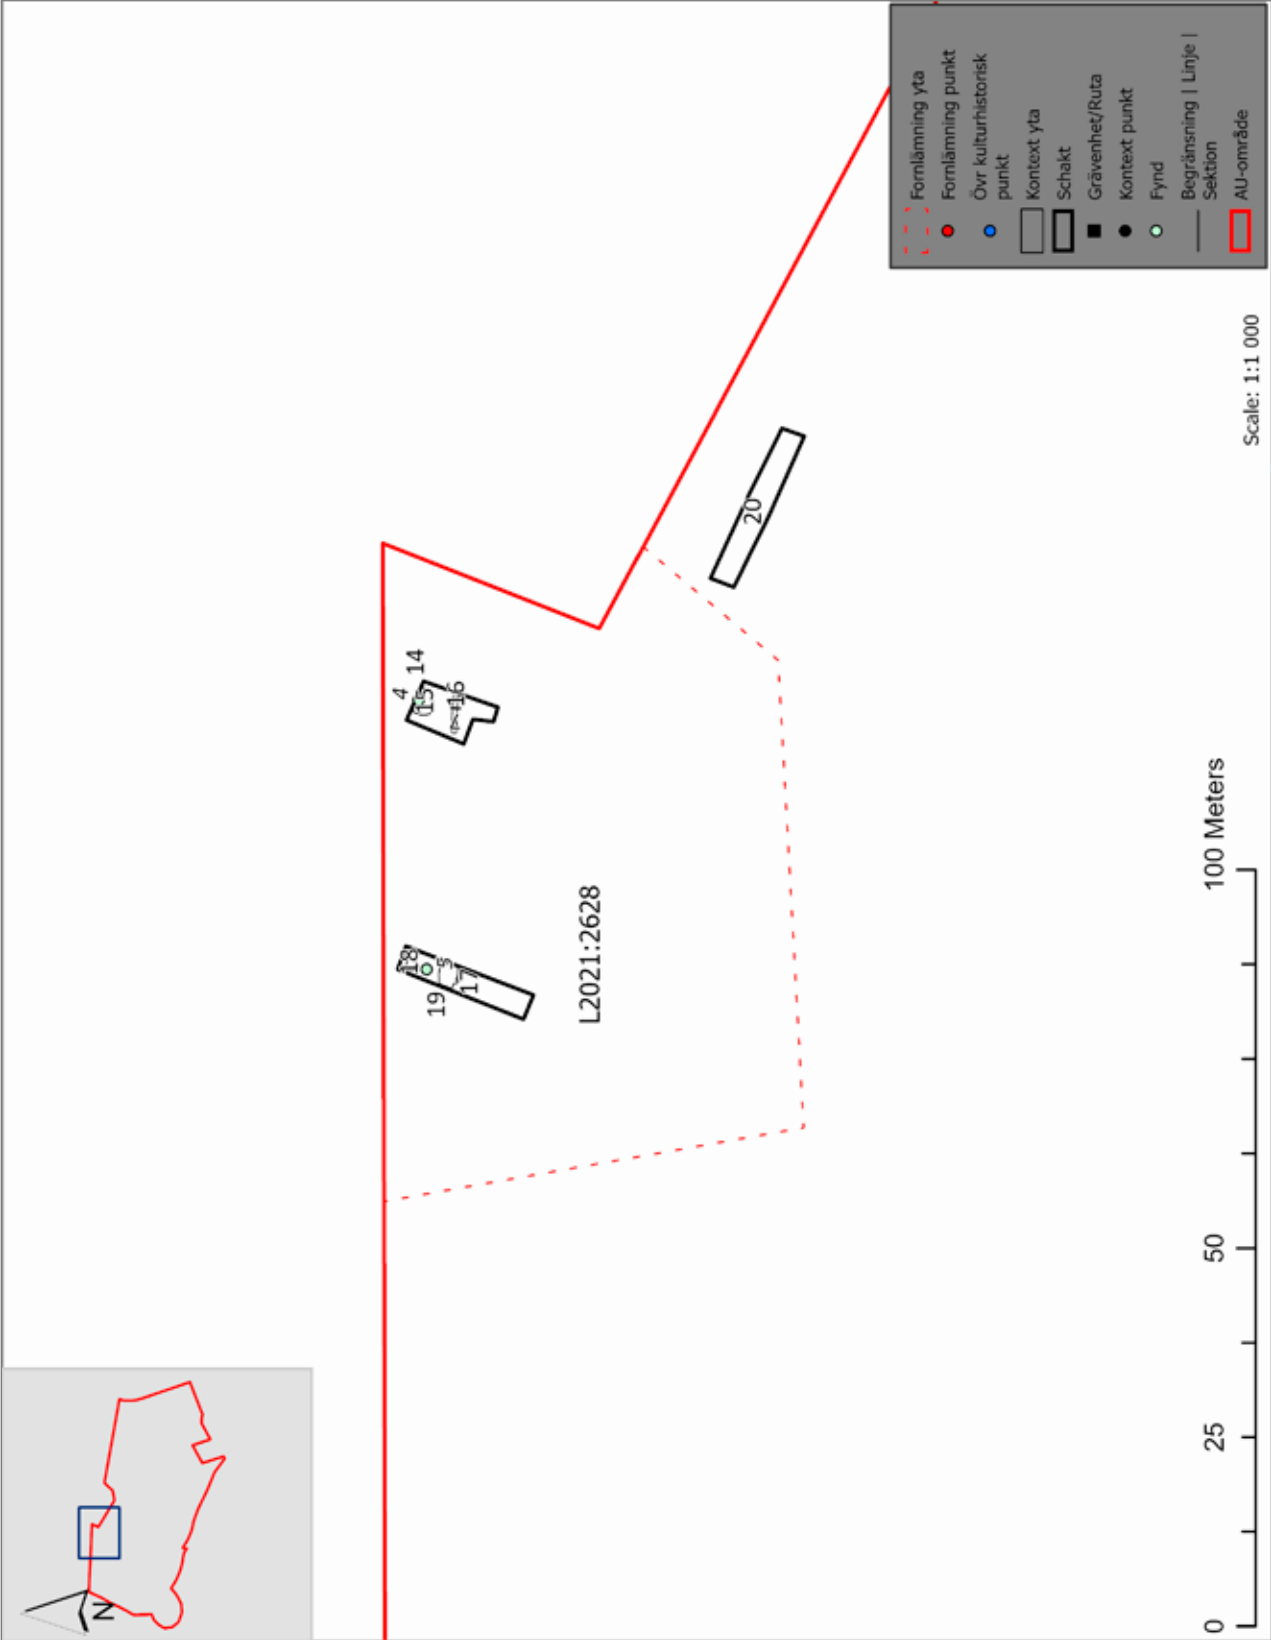 N
4
14
15
16
18
5
19
17
L2021:2628
20
0
25
50
100 Meters
Scale: 1:1 000
Fornlämning yta
Fornlämning punkt
Övr kulturhistorisk
punkt
Kontext yta
Schakt
Grävenhet/Ruta
Kontext punkt
Fynd
Begränsning | Linje |
Sektion
AU-område